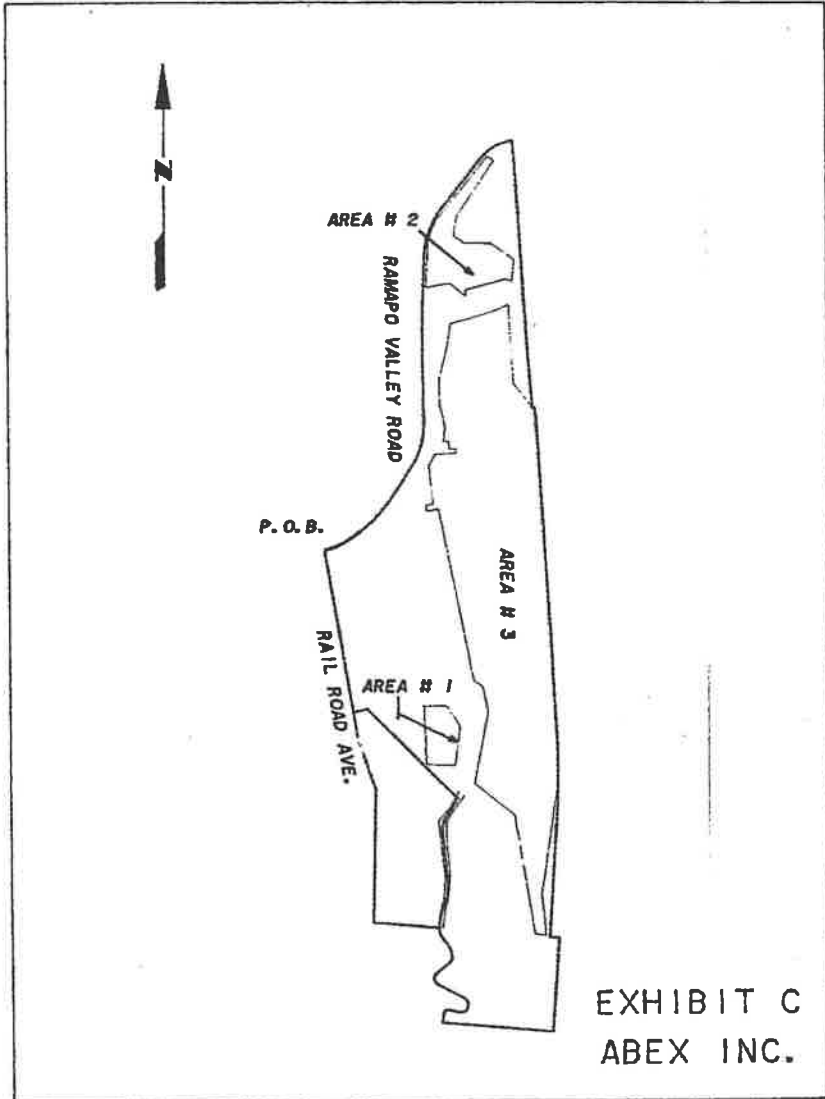 N
AREA # 2
RAMAPO VALLEY ROAD
P.O.B.
AREA # 3
RAIL ROAD AVE.
AREA # 1
EXHIBIT C
ABEX INC.